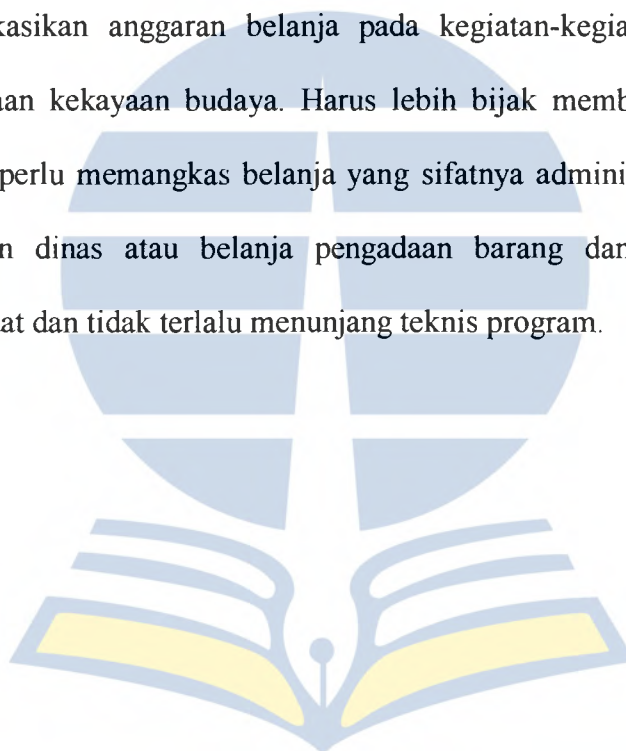 kasikan anggaran belanja pada kegiatan-kegia
aan kekayaan budaya. Harus lebih bijak memb
perlu memangkas belanja yang sifatnya admini
n dinas atau belanja pengadaan barang dan
at dan tidak terlalu menunjang teknis program.